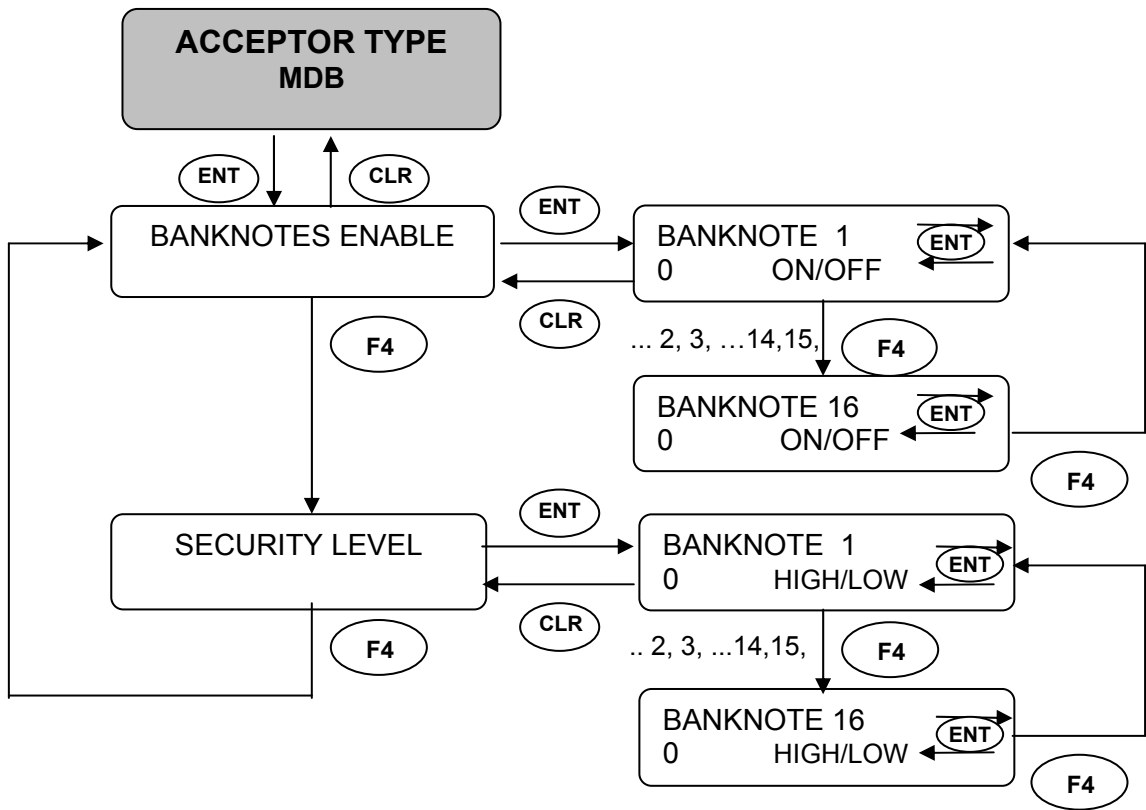 ACCEPTOR TYPE
MDB
ENT
CLR
BANKNOTES ENABLE
ENT
CLR
BANKNOTE 1
ENT
0 ON/OFF
F4
... 2, 3, …14,15,
F4
BANKNOTE 16
ENT
0 ON/OFF
F4
SECURITY LEVEL
ENT
CLR
BANKNOTE 1
ENT
0 HIGH/LOW
F4
.. 2, 3, ...14,15,
F4
BANKNOTE 16
ENT
0 HIGH/LOW
F4